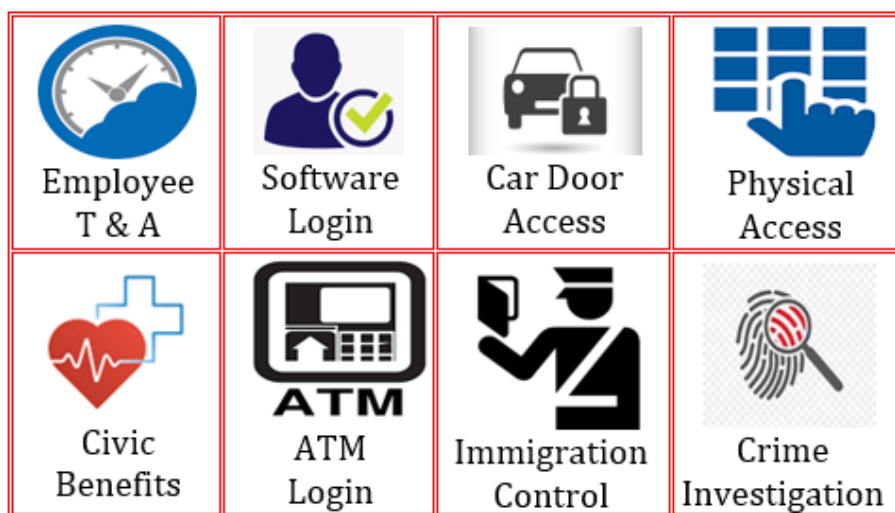 Employee
T & A
Software
Login
Car Door
Access
Physical
Access
Civic
Benefits
ATM
ATM
Login
Immigration
Control
Crime
Investigation